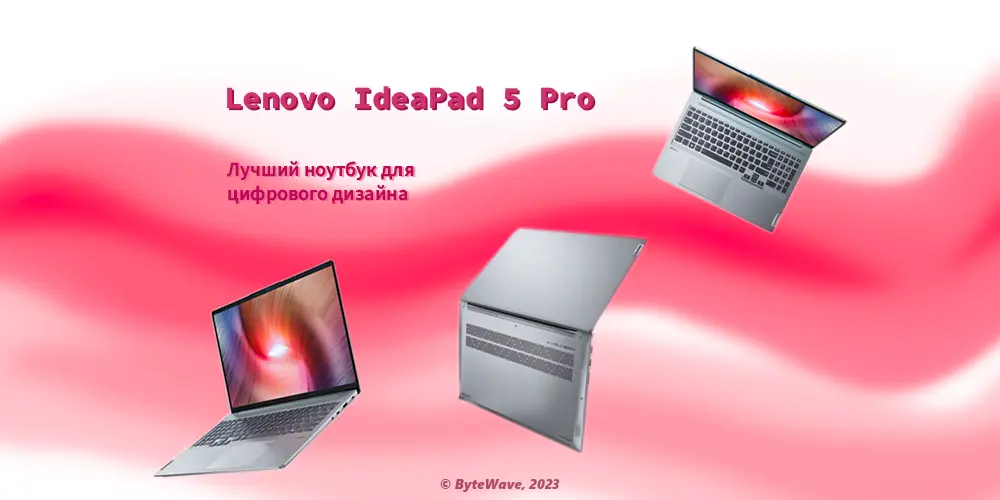 Lenovo IdeaPad 5 Pro
Лучший ноутбук для
цифрового дизайна
© ByteWave, 2023